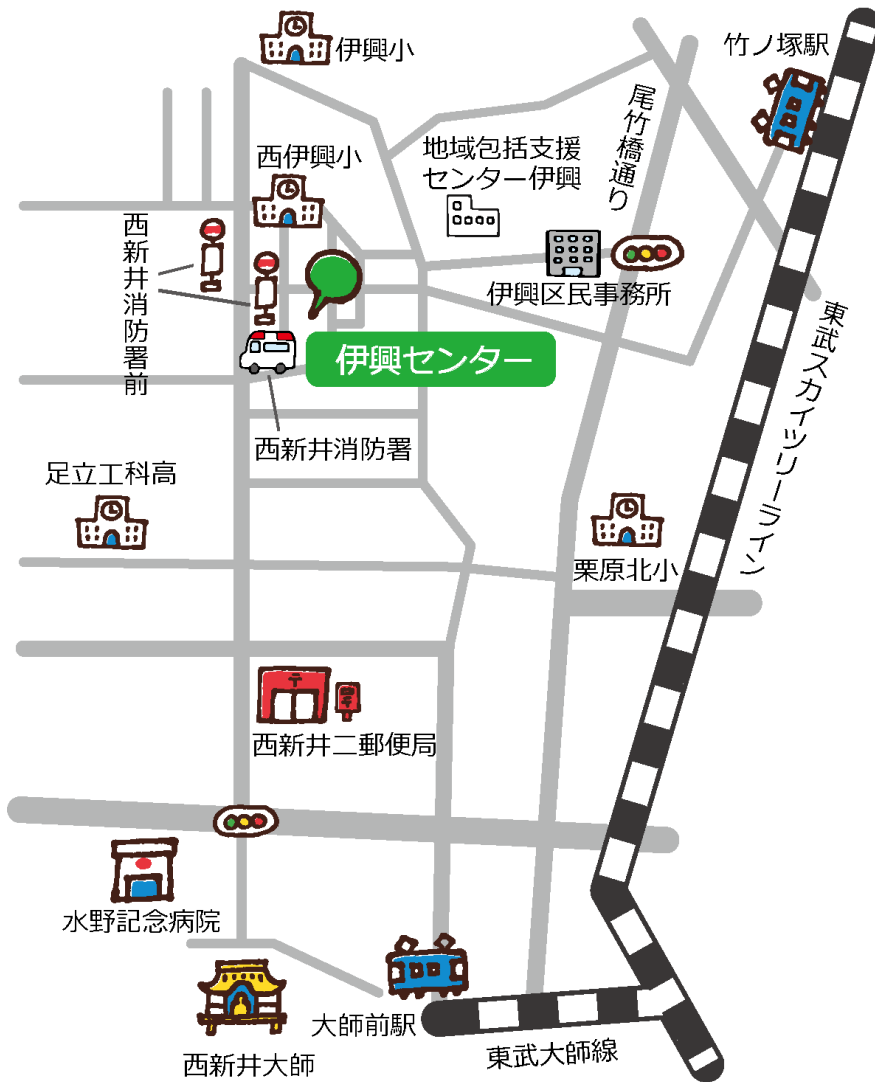 伊興小
竹ノ塚駅
尾竹橋通り
西伊興小
地域包括支援
センター伊興
西新井消防署前
伊興区民事務所
東武スカイツリーライン
伊興センター
西新井消防署
足立工科高
栗原北小
〒
西新井二郵便局
水野記念病院
大師前駅
東武大師線
西新井大師